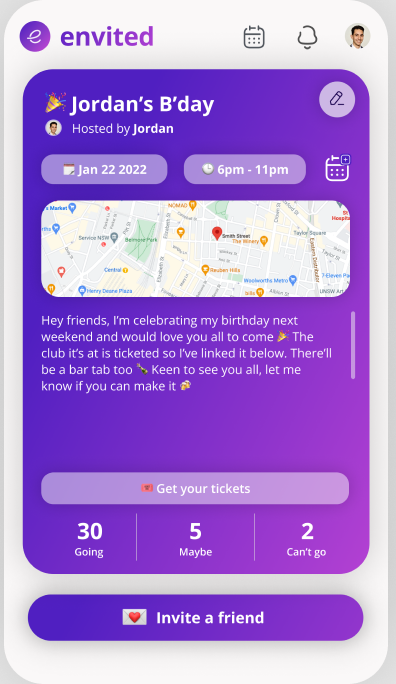 envited
🎉 Jordan’s B’day
Hosted by Jordan
Jan 22 2022
6pm - 11pm
NOMAD
Service NSW
Belmore Park
Smith Street
The Winery
Taylor Square
Central
Reuben Hills
Eastern Distributor
7-Eleven
Woolworths Metro
Henry Deane Plaza
UNSW
Hey friends, I’m celebrating my birthday next
weekend and would love you all to come 🎉 The
club it’s at is ticketed so I’ve linked it below. There’ll
be a bar tab too 🍾 Keen to see you all, let me
know if you can make it 🍻
Get your tickets
30
Going
5
Maybe
2
Can’t go
Invite a friend